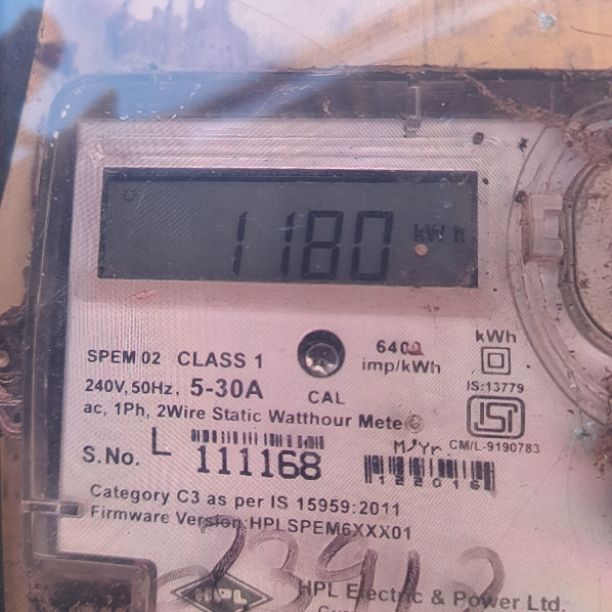 1180 kWh
SPEM 02 CLASS 1
6400 imp/kWh
kWh
240V, 50Hz, 5-30A
CAL
IS:13779
ISI
ac, 1Ph, 2Wire Static Watthour Meter
CM/L-9190783
S.No. L 111168
M/Yr.
122016
Category C3 as per IS 15959:2011
Firmware Version:HPLSPEM6XXX01
HPL
HPL Electric & Power Ltd.